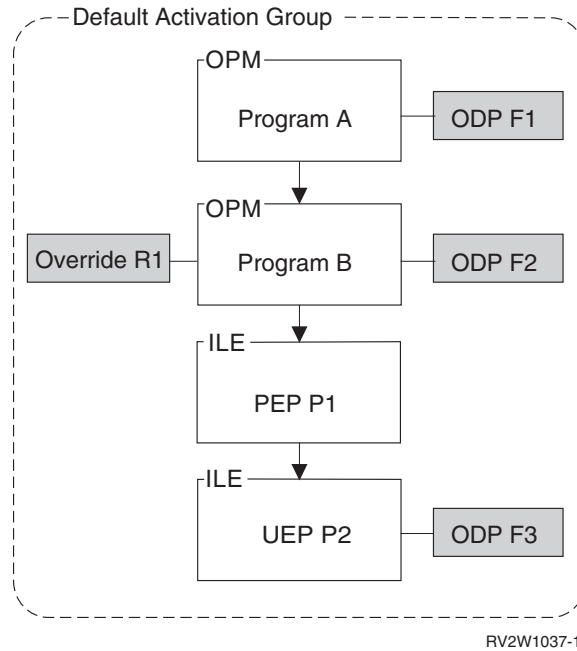 Default Activation Group
OPM
Program A
ODP F1
OPM
Override R1
Program B
ODP F2
ILE
PEP P1
ILE
UEP P2
ODP F3
RV2W1037-1